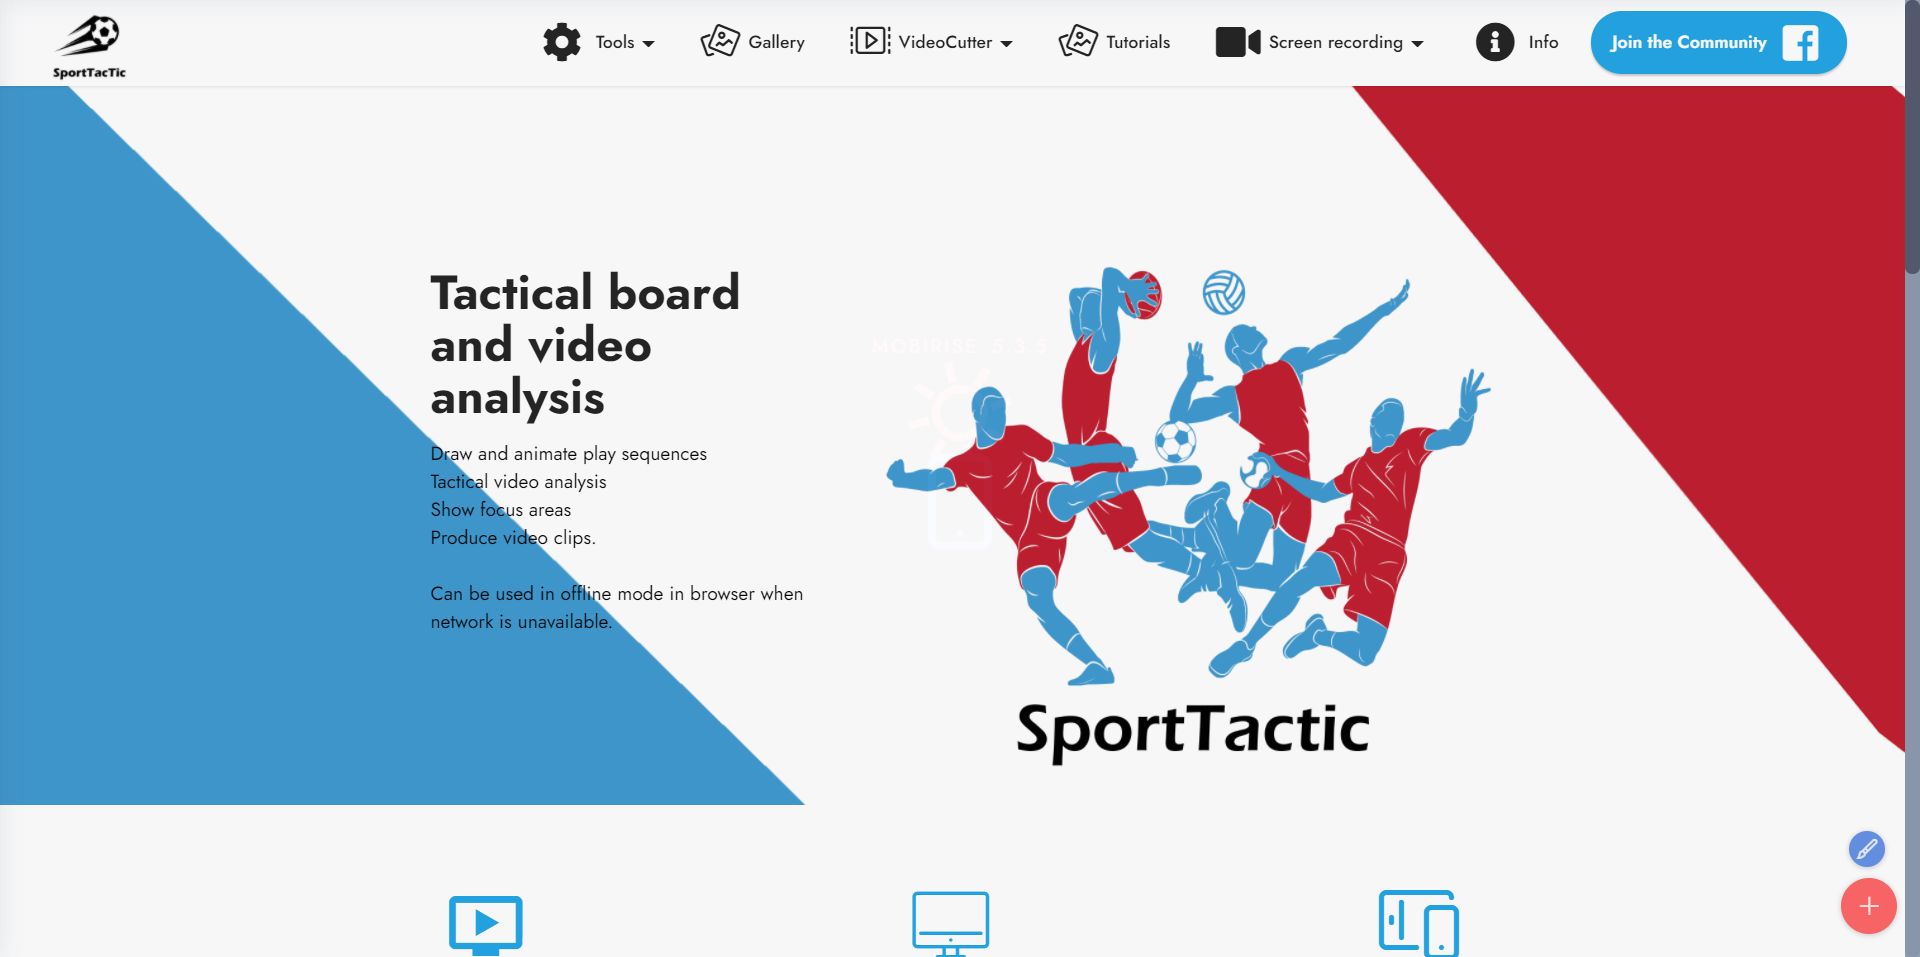 SportTacTic
Tools
Gallery
VideoCutter
Tutorials
Screen recording
Info
Join the Community
Tactical board
and video
analysis
Draw and animate play sequences
Tactical video analysis
Show focus areas
Produce video clips.
Can be used in offline mode in browser when
network is unavailable.
MOBIRISE 5.3.5
SportTactic